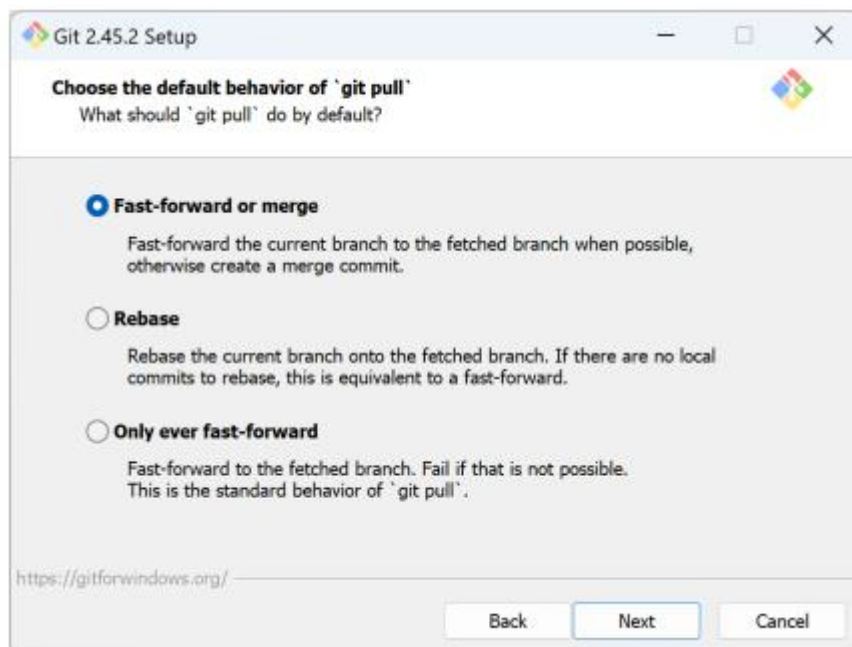 Git 2.45.2 Setup
Choose the default behavior of `git pull`
What should `git pull` do by default?
Fast-forward or merge
Fast-forward the current branch to the fetched branch when possible,
otherwise create a merge commit.
Rebase
Rebase the current branch onto the fetched branch. If there are no local
commits to rebase, this is equivalent to a fast-forward.
Only ever fast-forward
Fast-forward to the fetched branch. Fail if that is not possible.
This is the standard behavior of `git pull`.
https://gitforwindows.org/
Back Next Cancel